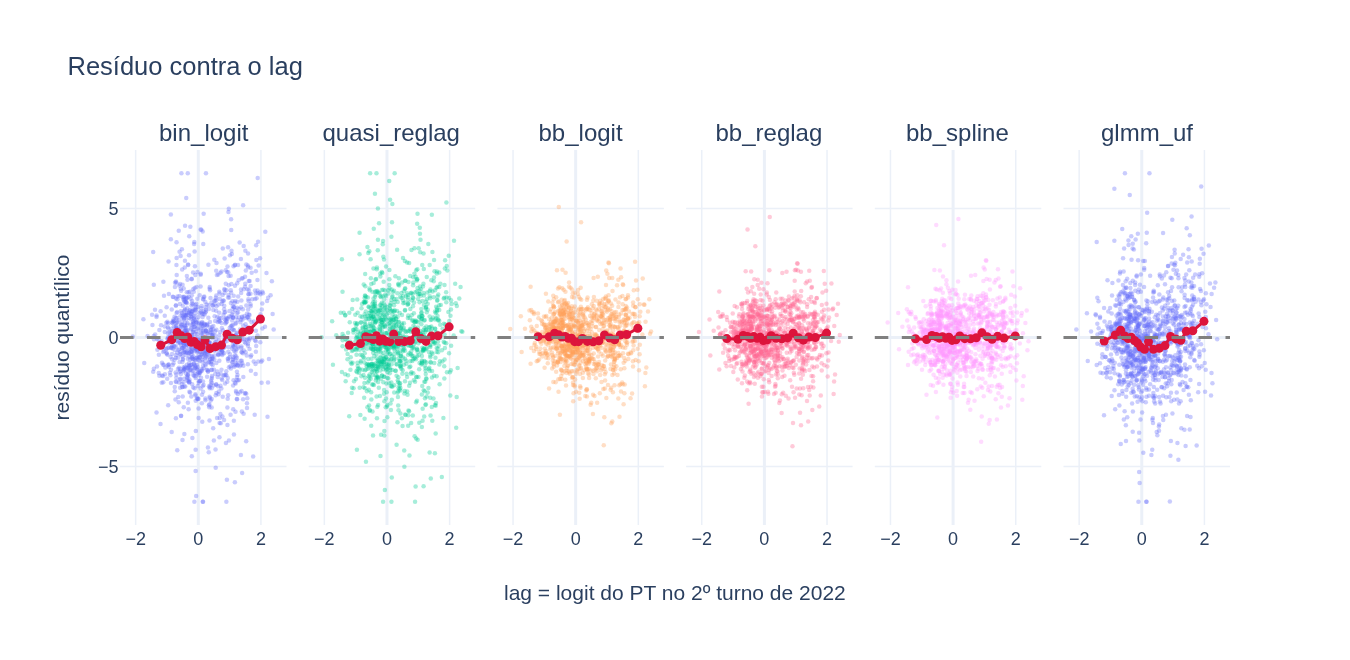 Resíduo contra o lag
bin_logit quasi_reglag bb_logit bb_reglag bb_spline glmm_uf
resíduo quantílico
5
0
−5
−2 0 2 −2 0 2 −2 0 2 −2 0 2 −2 0 2 −2 0 2
lag = logit do PT no 2º turno de 2022